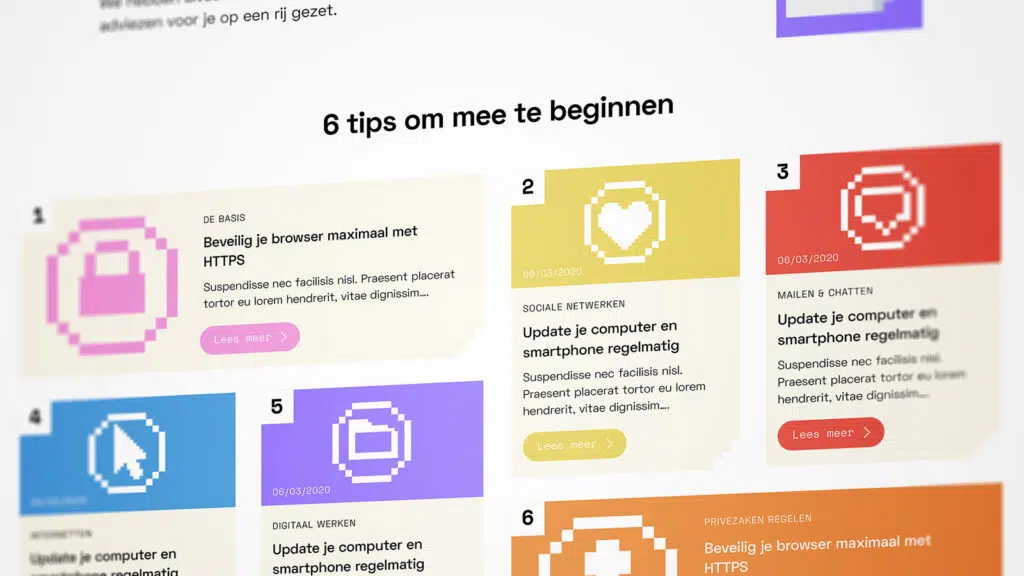 adviezen voor je op een rij gezet.
6 tips om mee te beginnen
1
DE BASIS
Beveilig je browser maximaal met
HTTPS
Suspendisse nec facilisis nisl. Praesent placerat
tortor eu lorem hendrerit, vitae dignissim....
Lees meer
2
06/03/2020
SOCIALE NETWERKEN
Update je computer en
smartphone regelmatig
Suspendisse nec facilisis nisl.
Praesent placerat tortor eu lorem
hendrerit, vitae dignissim....
Lees meer
3
06/03/2020
MAILEN & CHATTEN
Update je computer en
smartphone regelmatig
Suspendisse nec facilisis nisl.
Praesent placerat tortor eu lorem
hendrerit, vitae dignissim....
Lees meer
4
INTERNETTEN
Update je computer en
smartphone regelmatig
5
06/03/2020
DIGITAAL WERKEN
Update je computer en
smartphone regelmatig
6
PRIVEZAKEN REGELEN
Beveilig je browser maximaal met
HTTPS